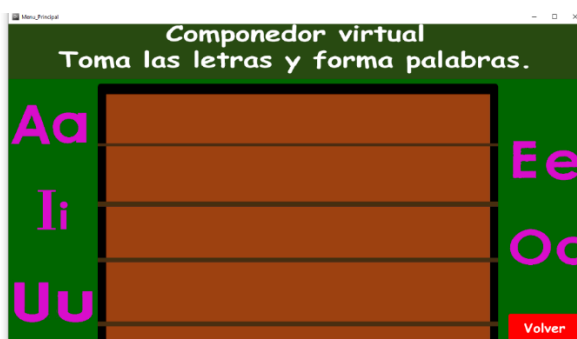 Menu_Principal
Componedor virtual
Toma las letras y forma palabras.
Aa
Ee
Ii
Oo
Uu
Volver